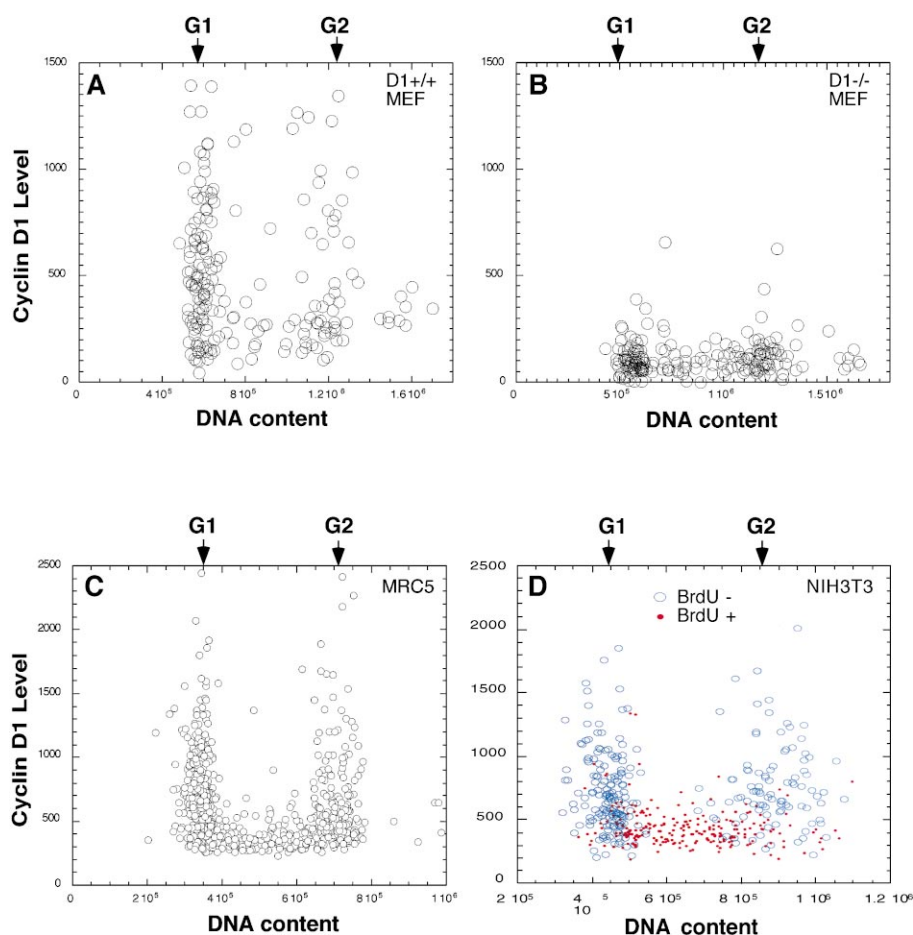 G1 G2 G1 G2
A D1+/+ MEF
B D1-/- MEF
Cyclin D1 Level
1500
1000
500
0
0 4 10⁵ 8 10⁵ 1.2 10⁶ 1.6 10⁶
DNA content
1500
1000
500
0
5 10⁵ 1 10⁶ 1.5 10⁶
DNA content
G1 G2 G1 G2
C MRC5
D NIH3T3
BrdU -
BrdU +
Cyclin D1 Level
2500
2000
1500
1000
500
0
0 2 10⁵ 4 10⁵ 6 10⁵ 8 10⁵ 1 10⁶
DNA content
2500
2000
1500
1000
500
0
2 10⁵ 4 10⁵ 6 10⁵ 8 10⁵ 1 10⁶ 1.2 10⁶
DNA content